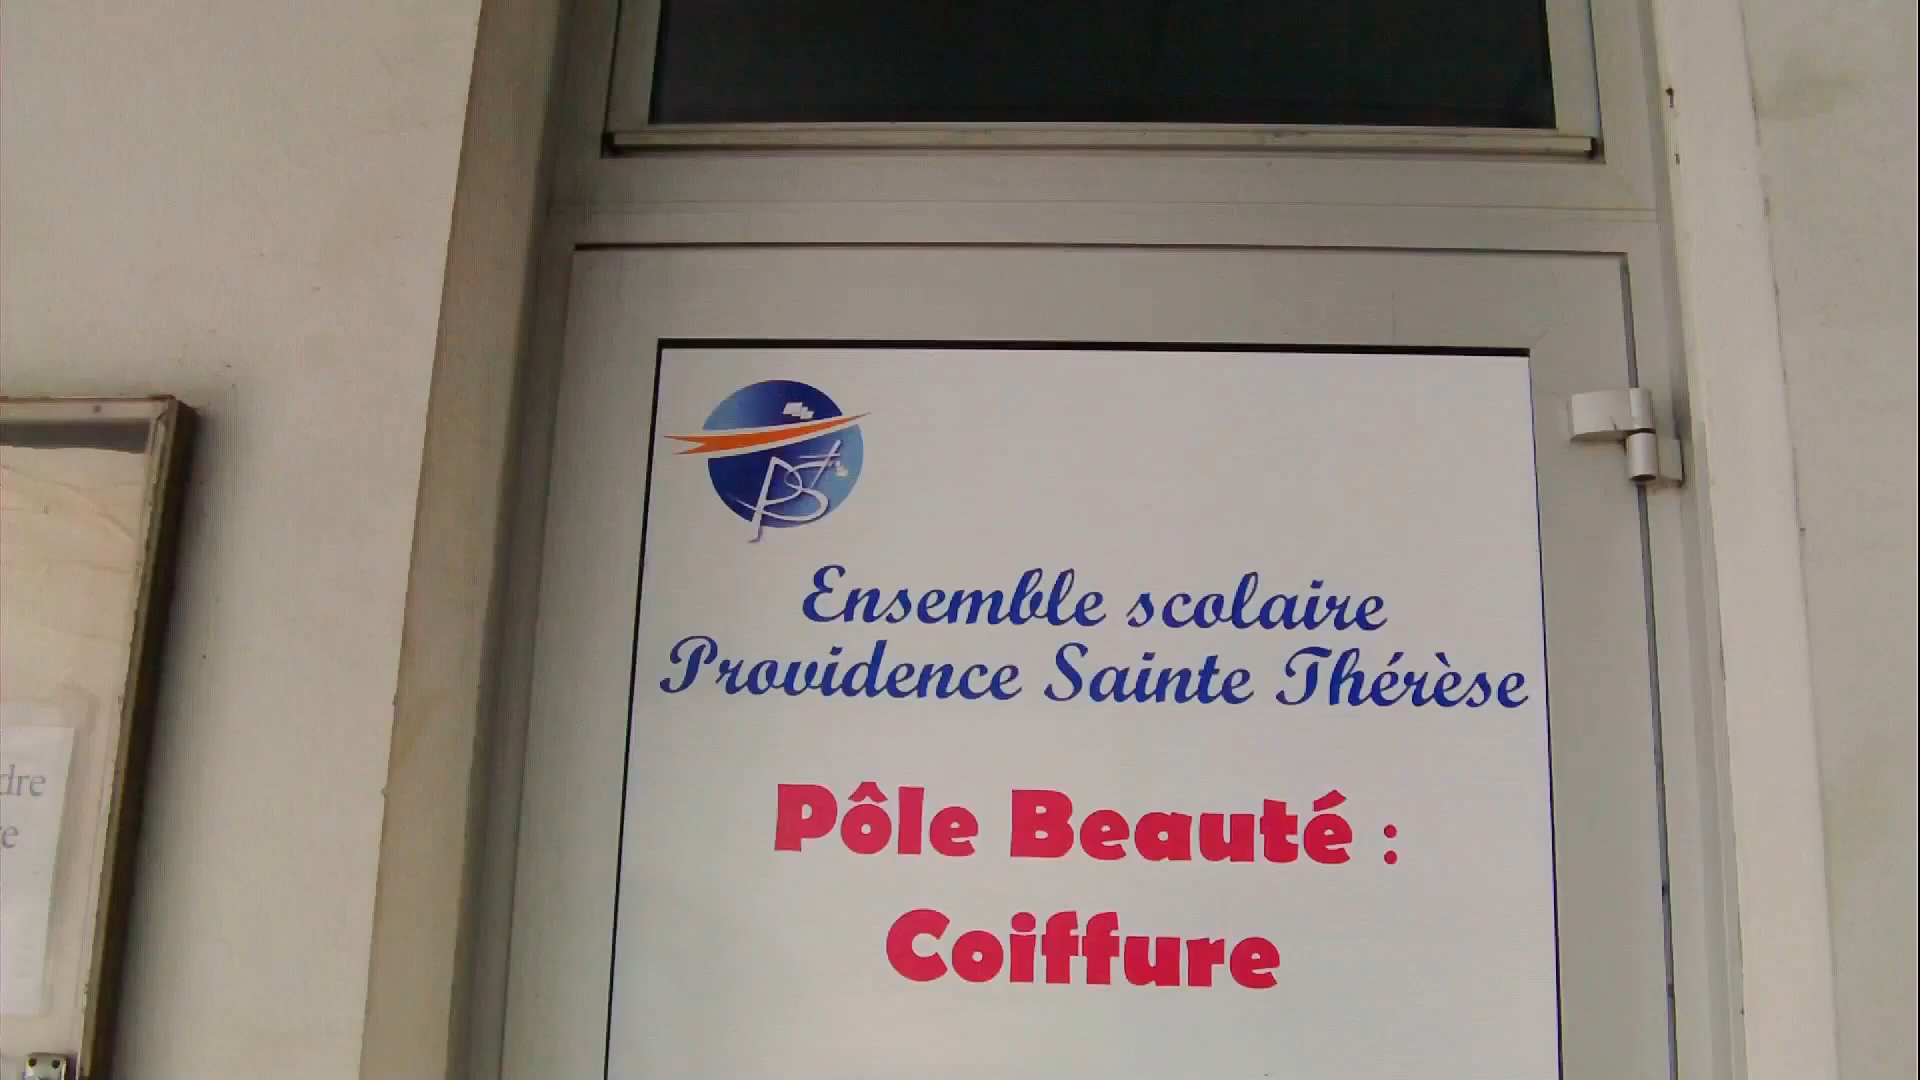 Ensemble scolaire
Providence Sainte Thérèse
Pôle Beauté :
Coiffure